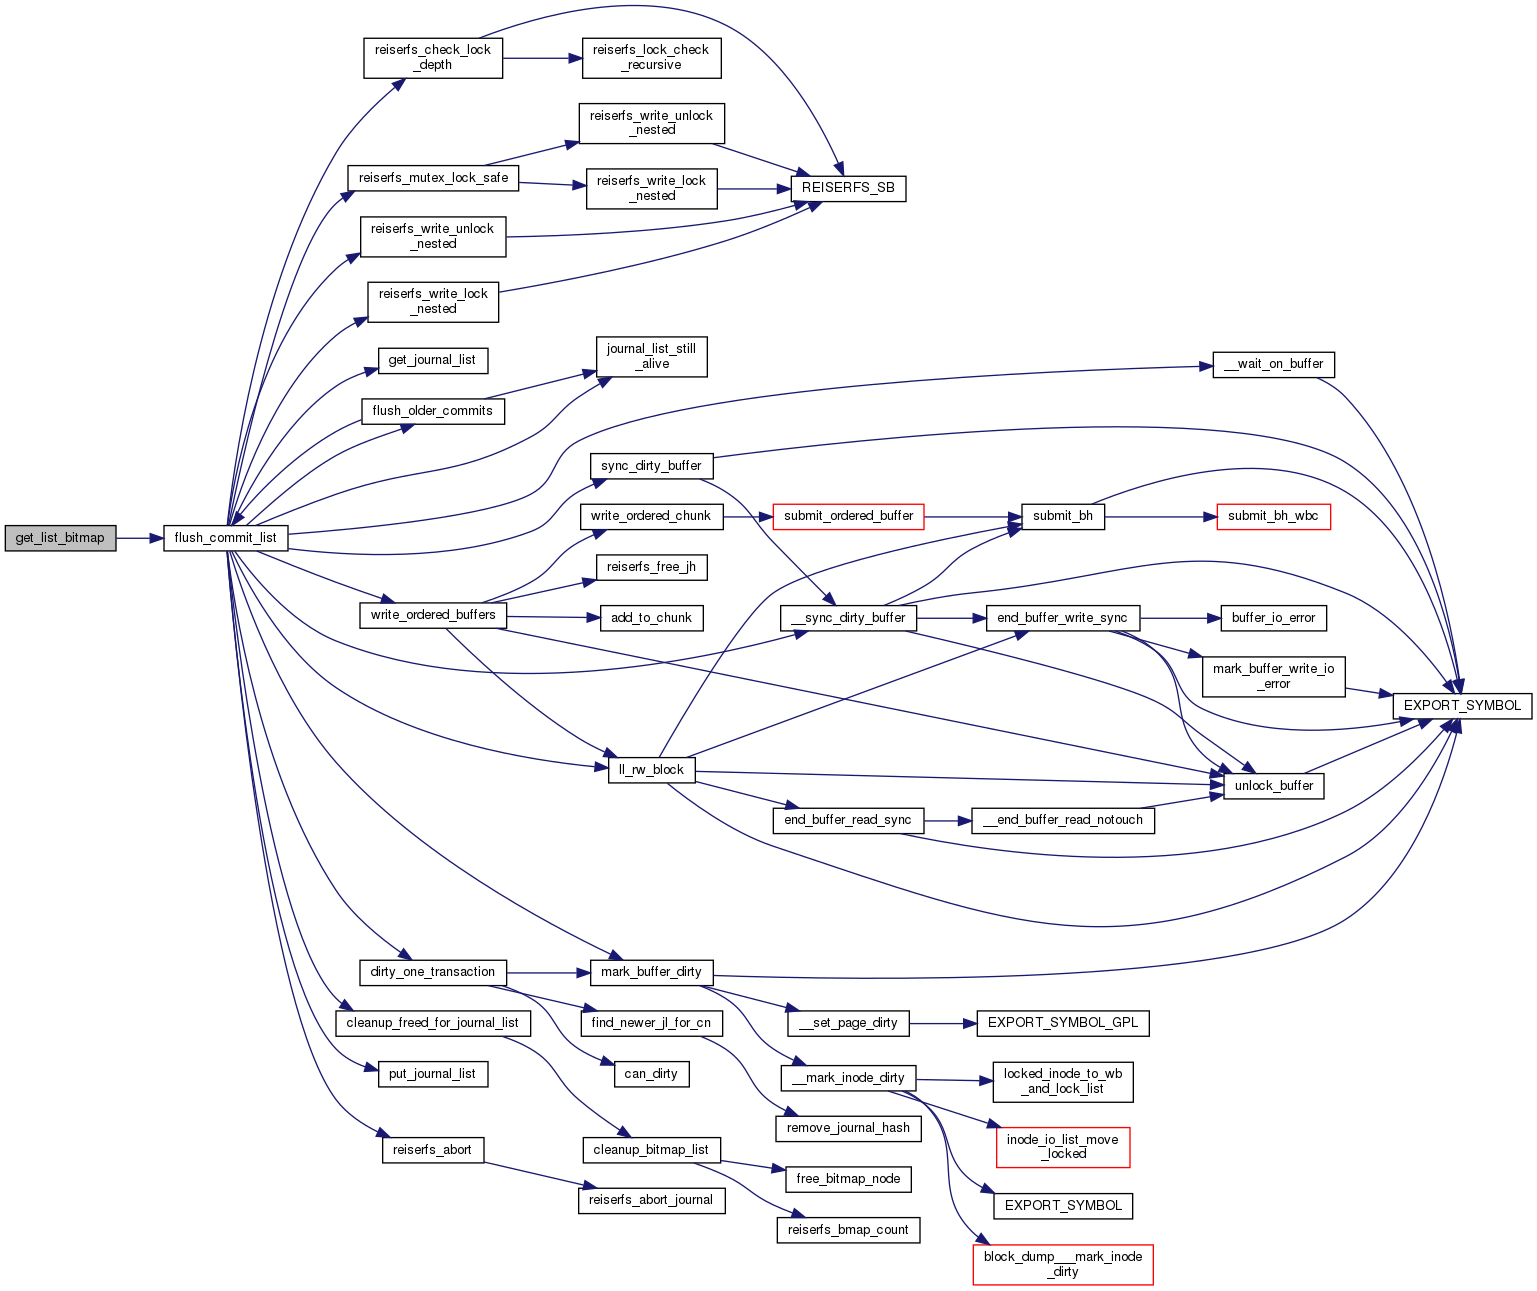 reiserfs_check_lock
_depth
reiserfs_lock_check
_recursive
reiserfs_write_unlock
_nested
reiserfs_mutex_lock_safe
reiserfs_write_lock
_nested
REISERFS_SB
reiserfs_write_unlock
_nested
reiserfs_write_lock
_nested
get_journal_list
journal_list_still
_alive
__wait_on_buffer
flush_older_commits
sync_dirty_buffer
write_ordered_chunk
submit_ordered_buffer
submit_bh
submit_bh_wbc
get_list_bitmap
flush_commit_list
reiserfs_free_jh
write_ordered_buffers
add_to_chunk
__sync_dirty_buffer
end_buffer_write_sync
buffer_io_error
mark_buffer_write_io
_error
EXPORT_SYMBOL
ll_rw_block
unlock_buffer
end_buffer_read_sync
__end_buffer_read_notouch
dirty_one_transaction
mark_buffer_dirty
cleanup_freed_for_journal_list
find_newer_jl_for_cn
__set_page_dirty
EXPORT_SYMBOL_GPL
put_journal_list
can_dirty
__mark_inode_dirty
locked_inode_to_wb
_and_lock_list
remove_journal_hash
inode_io_list_move
_locked
reiserfs_abort
cleanup_bitmap_list
free_bitmap_node
reiserfs_abort_journal
EXPORT_SYMBOL
reiserfs_bmap_count
block_dump___mark_inode
_dirty